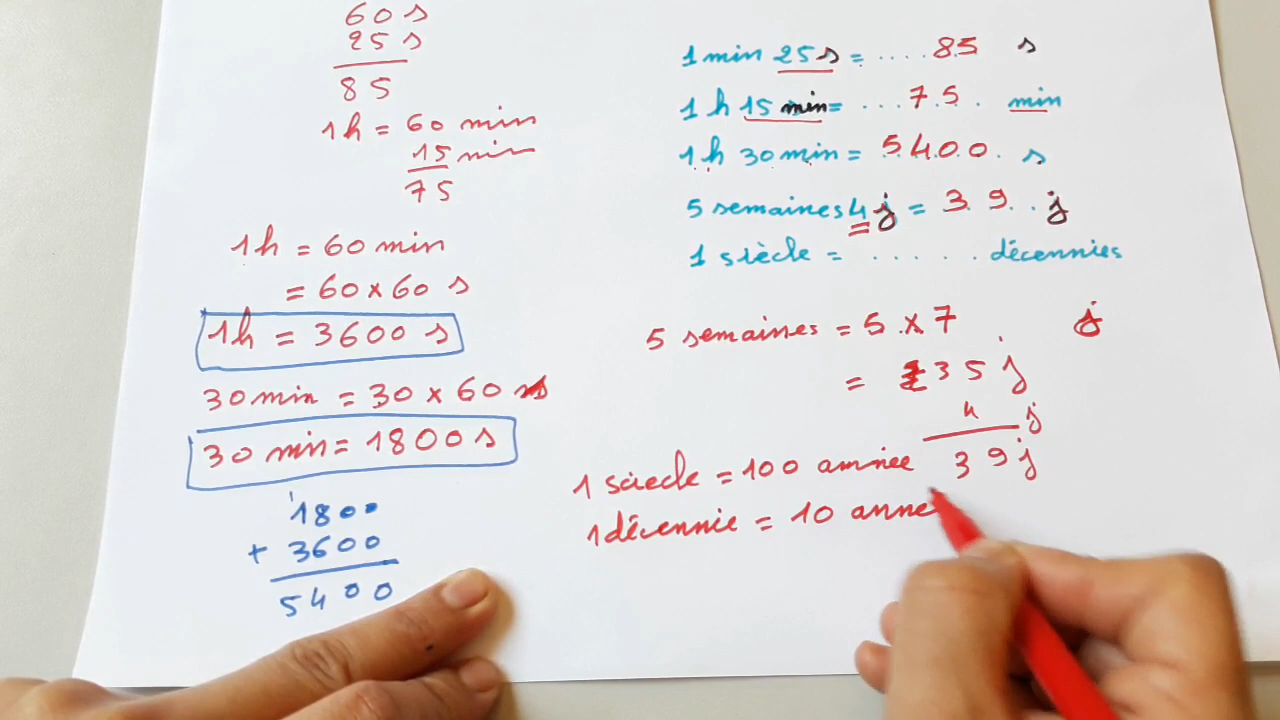 60 s
25 s
85
1h = 60 min
15 min
75
1h = 60 min
= 60 x 60 s
1h = 3600 s
30 min = 30 x 60 s
30 min = 1800 s
1
1800
+ 3600
5400
1 min 25 s = .... 85 s
1 h 15 min = ... 75. min
1h 30 min = 5400. s
5 semaines 4 j = 39.. j
1 siècle = ..... décennies
5 semaines = 5 x 7 j
= 35 j
4 j
39 j
1 sciecle = 100 année
1 décennie = 10 anne